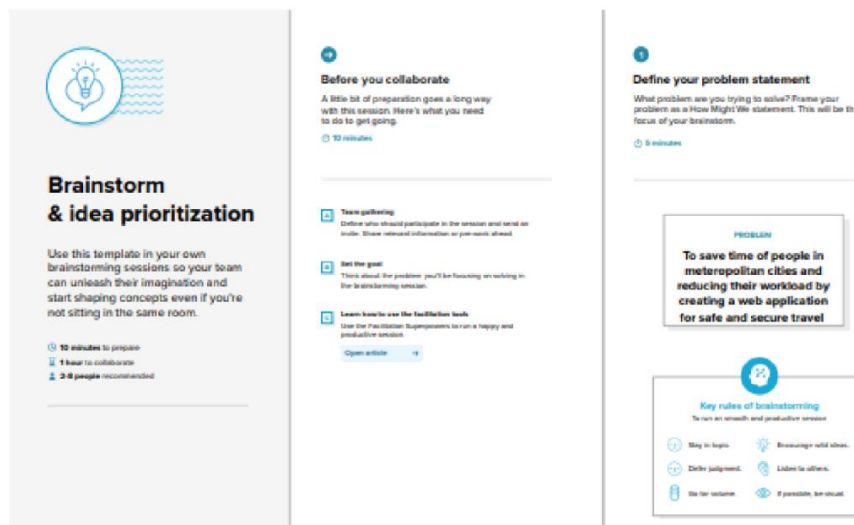 Brainstorm
& idea prioritization
Use this template in your own
brainstorming sessions so your team
can unleash their imagination and
start shaping concepts even if you're
not sitting in the same room.
10 minutes to prepare
1 hour to collaborate
2-8 people recommended
Before you collaborate
A little bit of preparation goes a long way
with this session. Here's what you need
to do to get going.
10 minutes
A
Team gathering
Define who should participate in the session and send an
invite. Share relevant information or pre-work ahead.
B
Set the goal
Think about the problem you'll be focusing on solving in
the brainstorming session.
C
Learn how to use the facilitation tools
Use the Facilitation Superpowers to run a happy and
productive session.
Open article
1
Define your problem statement
What problem are you trying to solve? Frame your
problem as a How Might We statement. This will be th
focus of your brainstorm.
5 minutes
PROBLEM
To save time of people in
meteropolitan cities and
reducing their workload by
creating a web application
for safe and secure travel
Key rules of brainstorming
To run an smooth and productive session
Stay in topic.
Encourage wild ideas.
Defer judgment.
Listen to others.
Go for volume.
If possible, be visual.